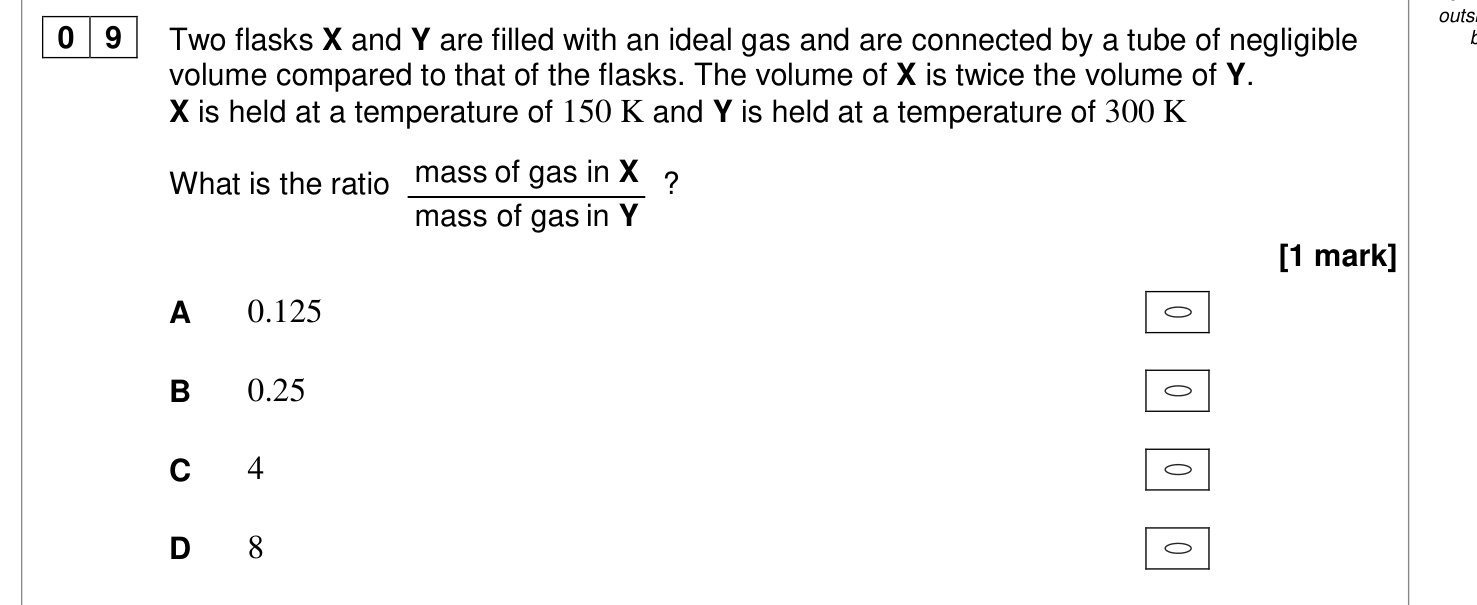 0 9
Two flasks X and Y are filled with an ideal gas and are connected by a tube of negligible
volume compared to that of the flasks. The volume of X is twice the volume of Y.
X is held at a temperature of 150 K and Y is held at a temperature of 300 K
What is the ratio mass of gas in X / mass of gas in Y ?
[1 mark]
A 0.125
B 0.25
C 4
D 8